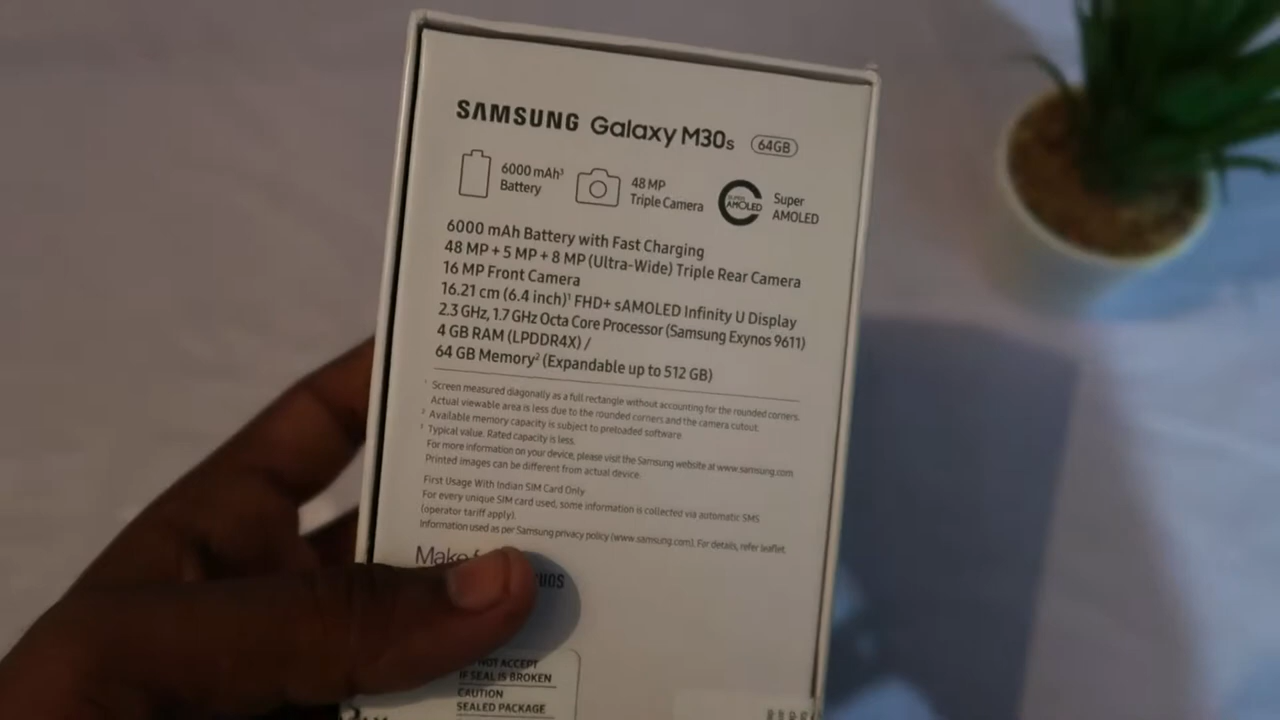 SAMSUNG Galaxy M30s 64GB
6000 mAh³ Battery
48 MP Triple Camera
SUPER AMOLED
Super AMOLED
6000 mAh Battery with Fast Charging
48 MP + 5 MP + 8 MP (Ultra-Wide) Triple Rear Camera
16 MP Front Camera
16.21 cm (6.4 inch)¹ FHD+ sAMOLED Infinity U Display
2.3 GHz, 1.7 GHz Octa Core Processor (Samsung Exynos 9611)
4 GB RAM (LPDDR4X) /
64 GB Memory² (Expandable up to 512 GB)
¹ Screen measured diagonally as a full rectangle without accounting for the rounded corners.
Actual viewable area is less due to the rounded corners and the camera cutout.
² Available memory capacity is subject to preloaded software.
³ Typical value. Rated capacity is less.
For more information on your device, please visit the Samsung website at www.samsung.com
Printed images can be different from actual device.
First Usage With Indian SIM Card Only
For every unique SIM card used, some information is collected via automatic SMS
(operator tariff apply).
Information used as per Samsung privacy policy (www.samsung.com). For details, refer leaflet.
Make
NOT ACCEPT
IF SEAL IS BROKEN
CAUTION
SEALED PACKAGE